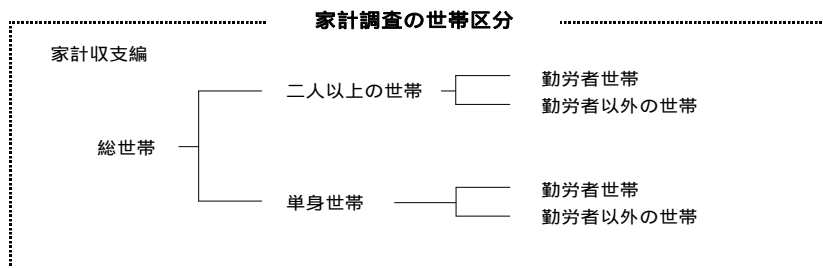 家計調査の世帯区分
家計収支編
総世帯
二人以上の世帯
勤労者世帯
勤労者以外の世帯
単身世帯
勤労者世帯
勤労者以外の世帯